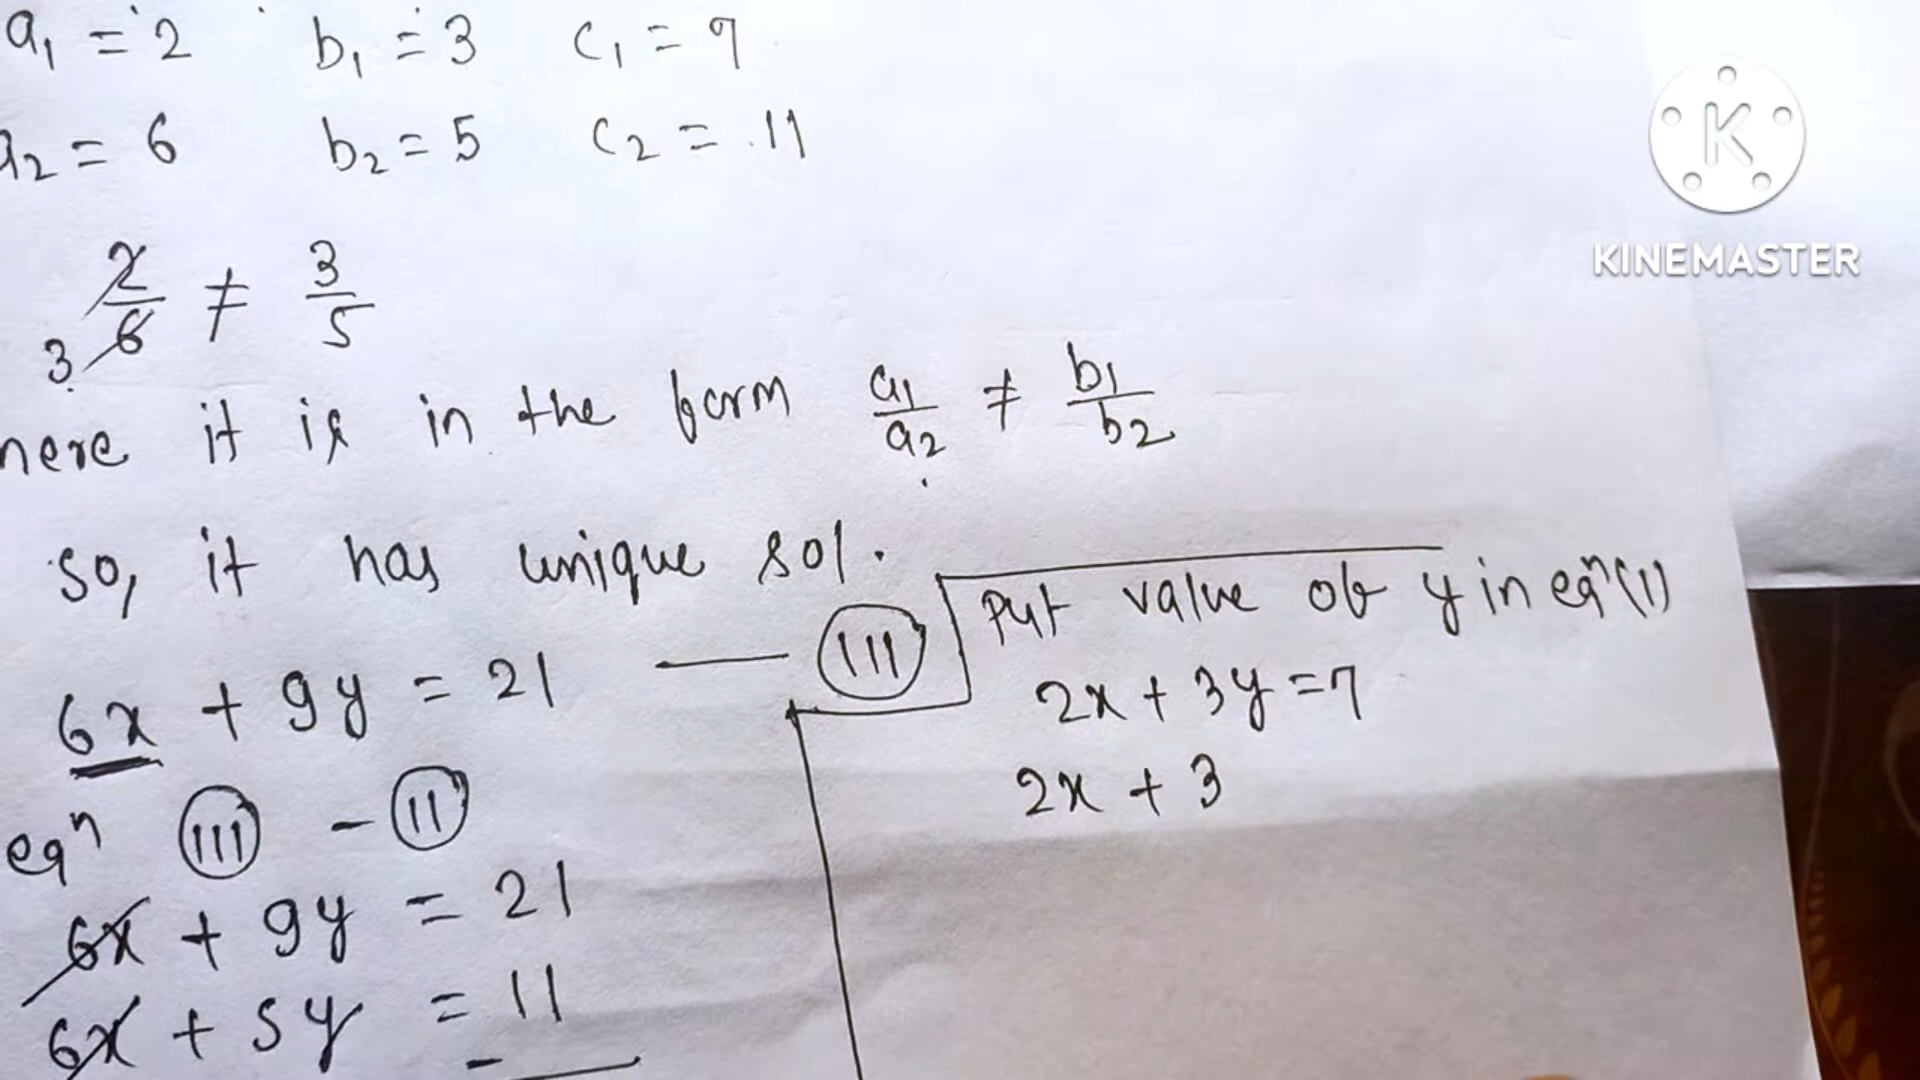 a₁ = 2 b₁ = 3 c₁ = 7
a₂ = 6 b₂ = 5 c₂ = 11
2/6 ≠ 3/5
3
here it is in the form a₁/a₂ ≠ b₁/b₂
so, it has unique sol.
6x + 9y = 21 — (III)
eqⁿ (III) - (II)
6x + 9y = 21
6x + 5y = 11
-
Put value of y in eqⁿ (1)
2x + 3y = 7
2x + 3
K
KINEMASTER